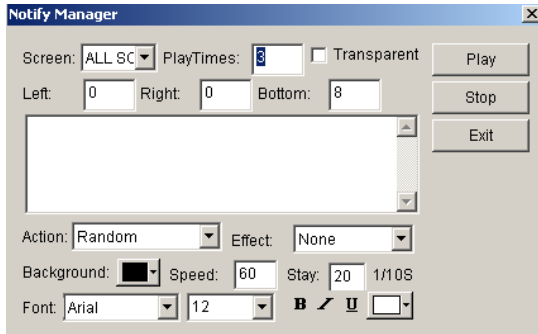 Notify Manager
Screen: ALL SC PlayTimes: 3 Transparent Play
Left: 0 Right: 0 Bottom: 8 Stop
Exit
Action: Random Effect: None
Background: Speed: 60 Stay: 20 1/10S
Font: Arial 12 B I U